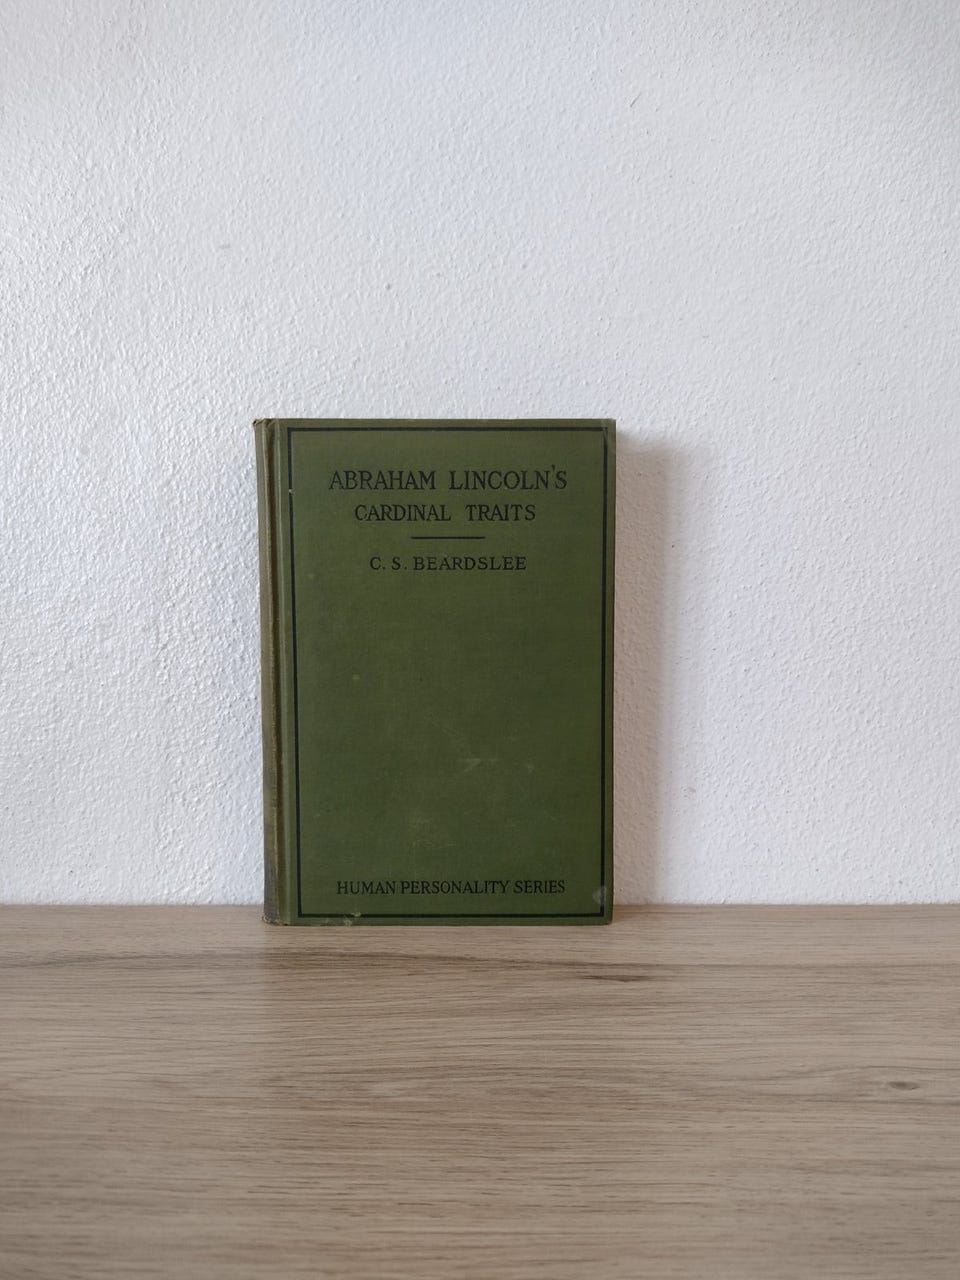 ABRAHAM LINCOLN'S
CARDINAL TRAITS
C. S. BEARDSLEE
HUMAN PERSONALITY SERIES